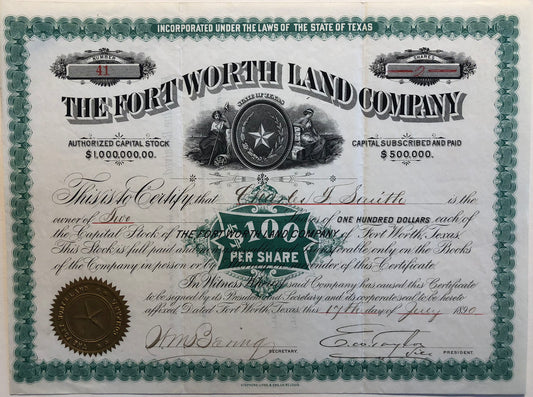 INCORPORATED UNDER THE LAWS OF THE STATE OF TEXAS
NUMBER
41
SHARES
THE FORT WORTH LAND COMPANY
STATE OF TEXAS
AUTHORIZED CAPITAL STOCK
$1,000,000,00.
CAPITAL SUBSCRIBED AND PAID
$500,000.
This is to Certify, that Charles J. Smith is the
owner of Two ONE HUNDRED DOLLARS each of
the Capital Stock of THE FORT WORTH LAND COMPANY of Fort Worth, Texas.
This Stock is full paid and only on the Books
of the Company in person or by of this Certificate.
$100
PER SHARE
In Witness Whereof said Company has caused this Certificate
to be signed by its President and Secretary and its corporate seal to be hereto
affixed. Dated Fort Worth, Texas this 17th day of July 1890
SECRETARY.
Vice PRESIDENT.